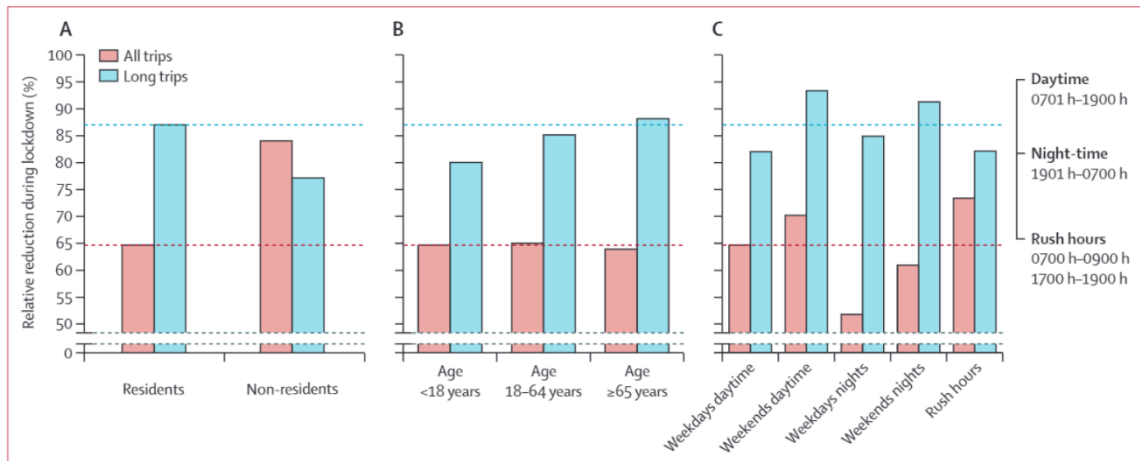 A
B
C
All trips
Long trips
Relative reduction during lockdown (%)
100
95
90
85
80
75
70
65
60
55
50
0
Residents
Non-residents
Age
<18 years
Age
18–64 years
Age
≥65 years
Weekdays daytime
Weekends daytime
Weekdays nights
Weekends nights
Rush hours
Daytime
0701 h–1900 h
Night-time
1901 h–0700 h
Rush hours
0700 h–0900 h
1700 h–1900 h